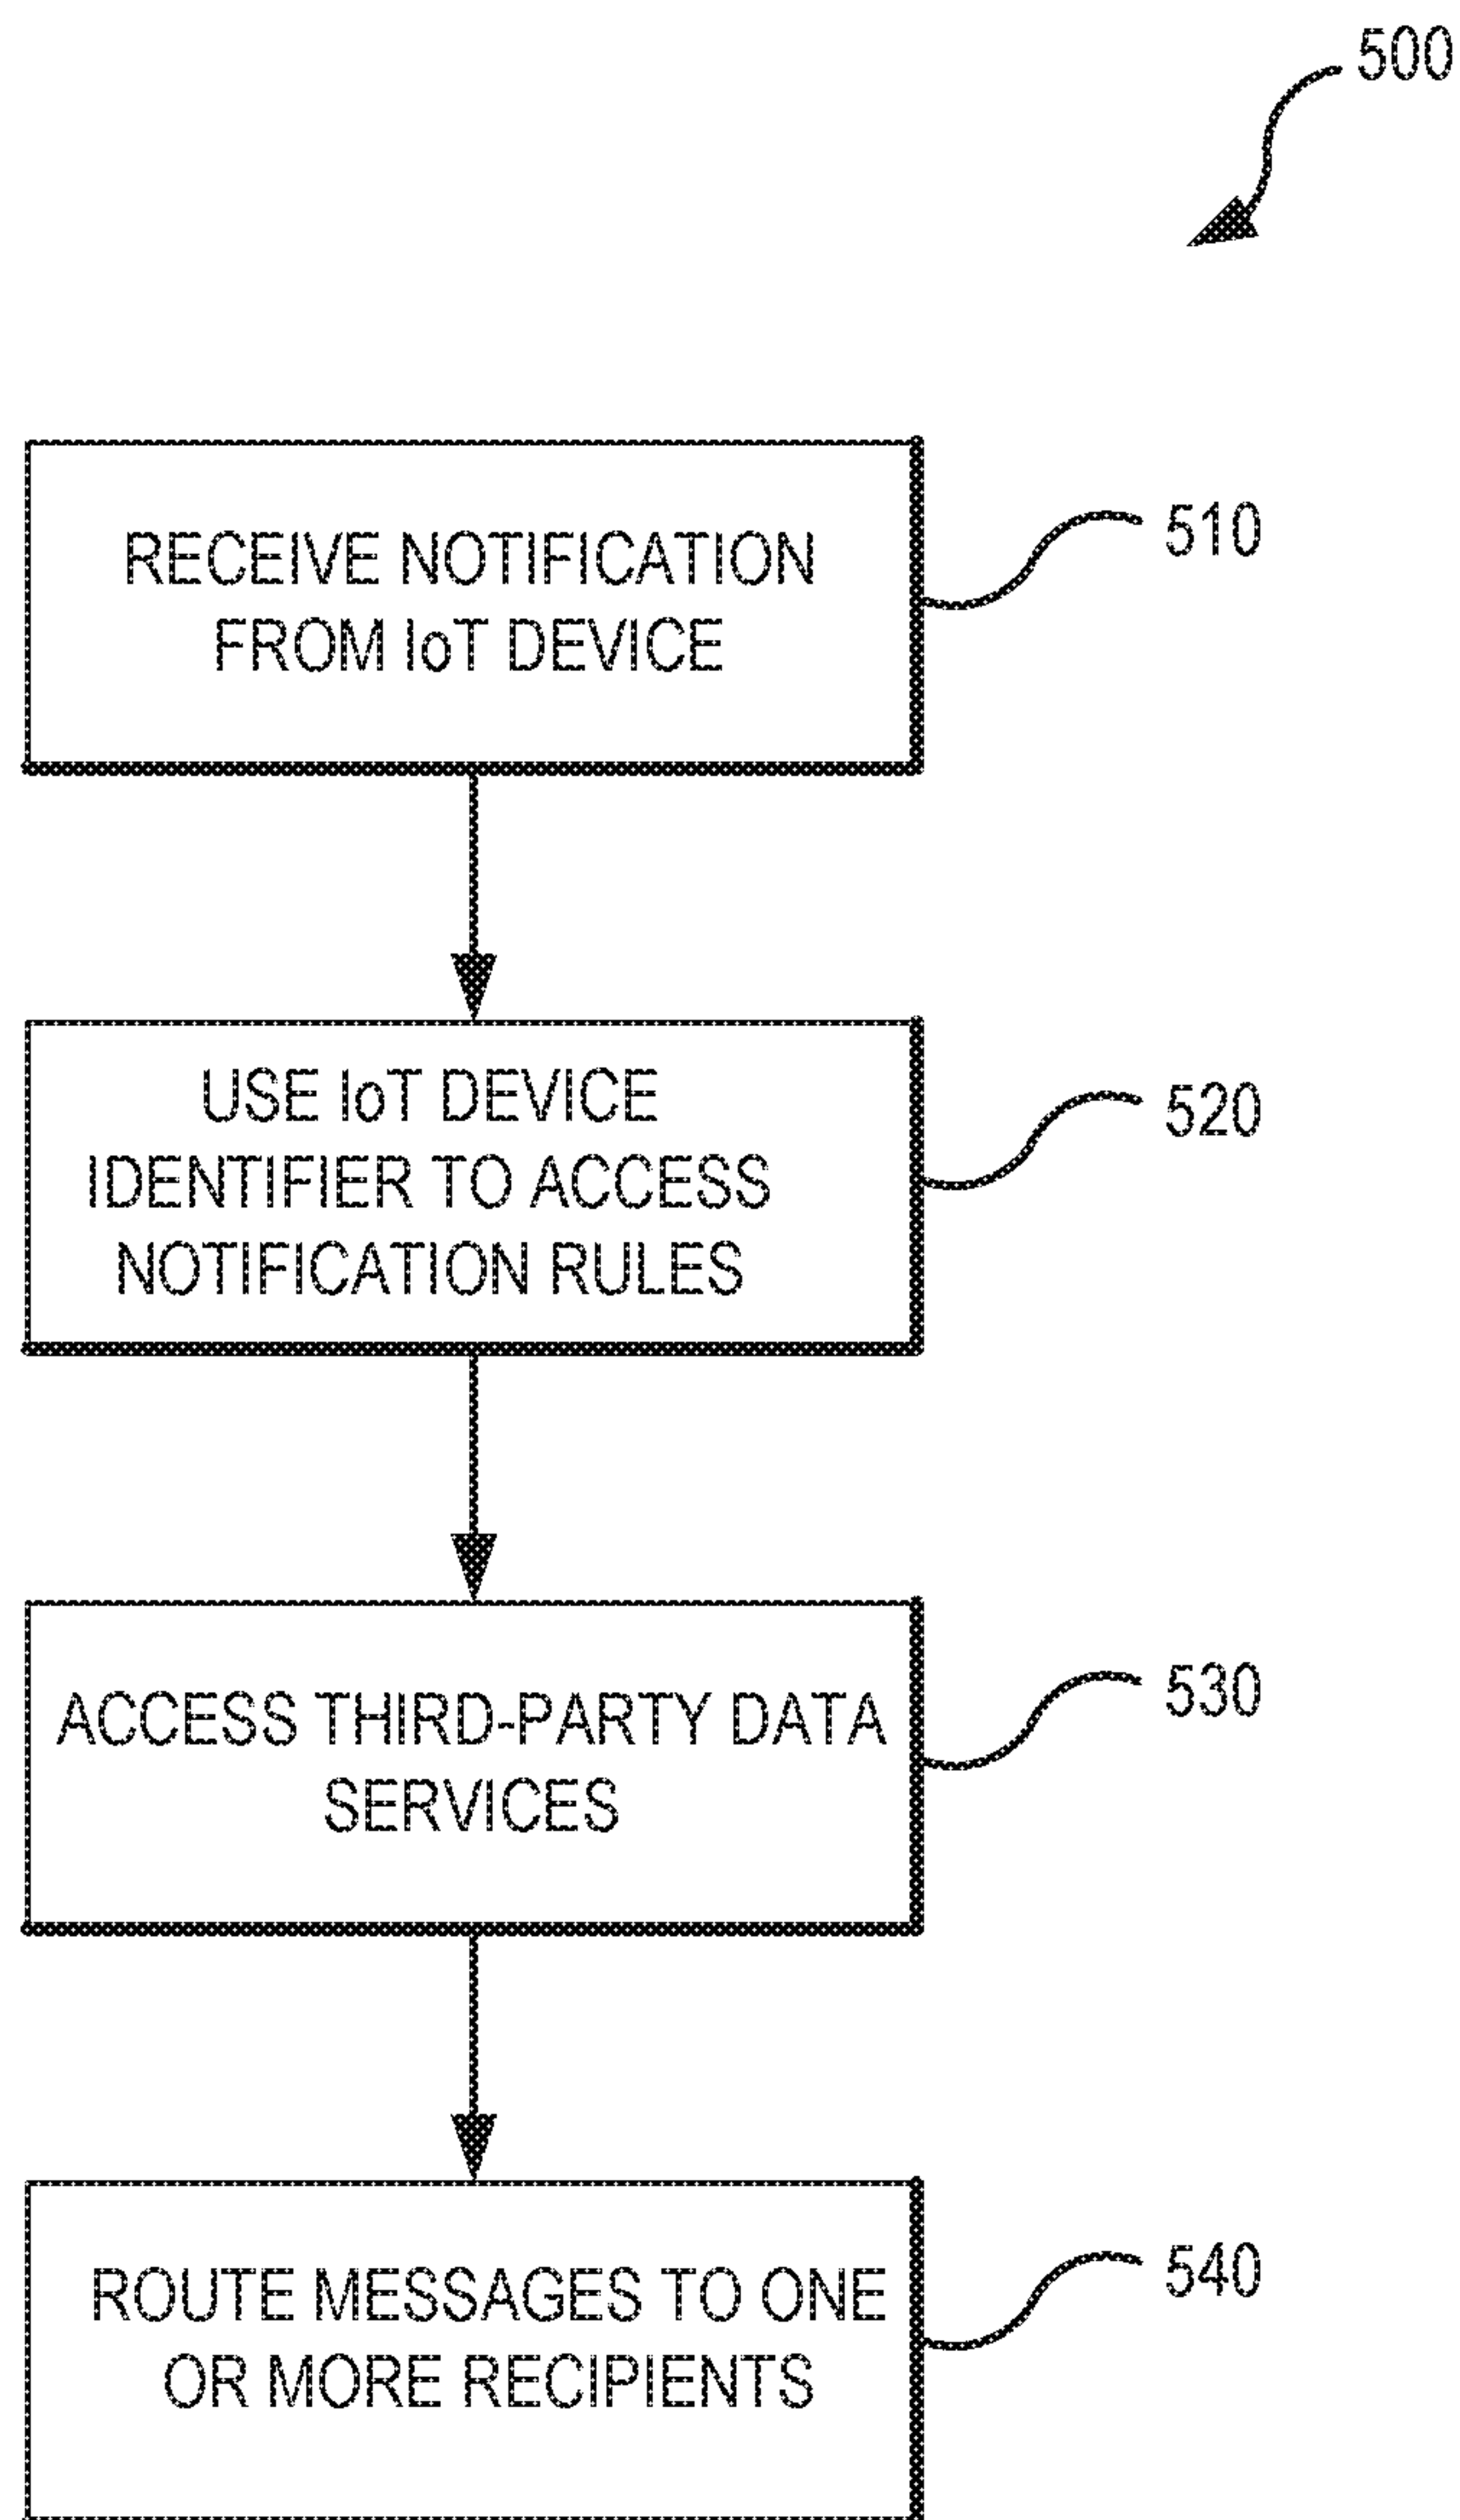 500
RECEIVE NOTIFICATION
FROM IoT DEVICE
510
USE IoT DEVICE
IDENTIFIER TO ACCESS
NOTIFICATION RULES
520
ACCESS THIRD-PARTY DATA
SERVICES
530
ROUTE MESSAGES TO ONE
OR MORE RECIPIENTS
540